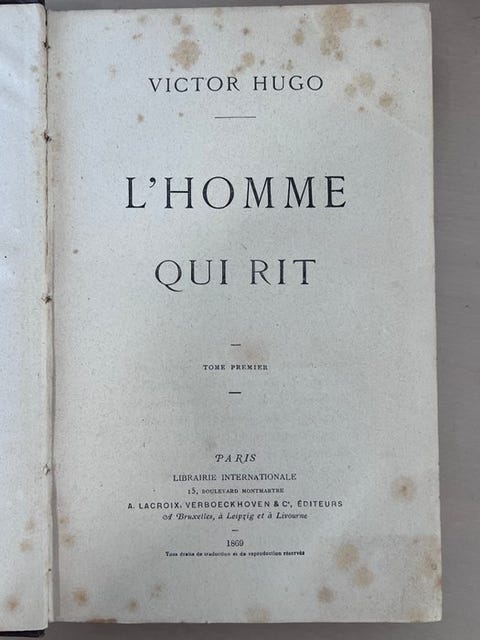 VICTOR HUGO
L'HOMME
QUI RIT
TOME PREMIER
PARIS
LIBRAIRIE INTERNATIONALE
15, BOULEVARD MONTMARTRE
A. LACROIX, VERBOECKHOVEN & Cᵉ, ÉDITEURS
A Bruxelles, à Leipzig et à Livourne
1869
Tous droits de traduction et de reproduction réservés